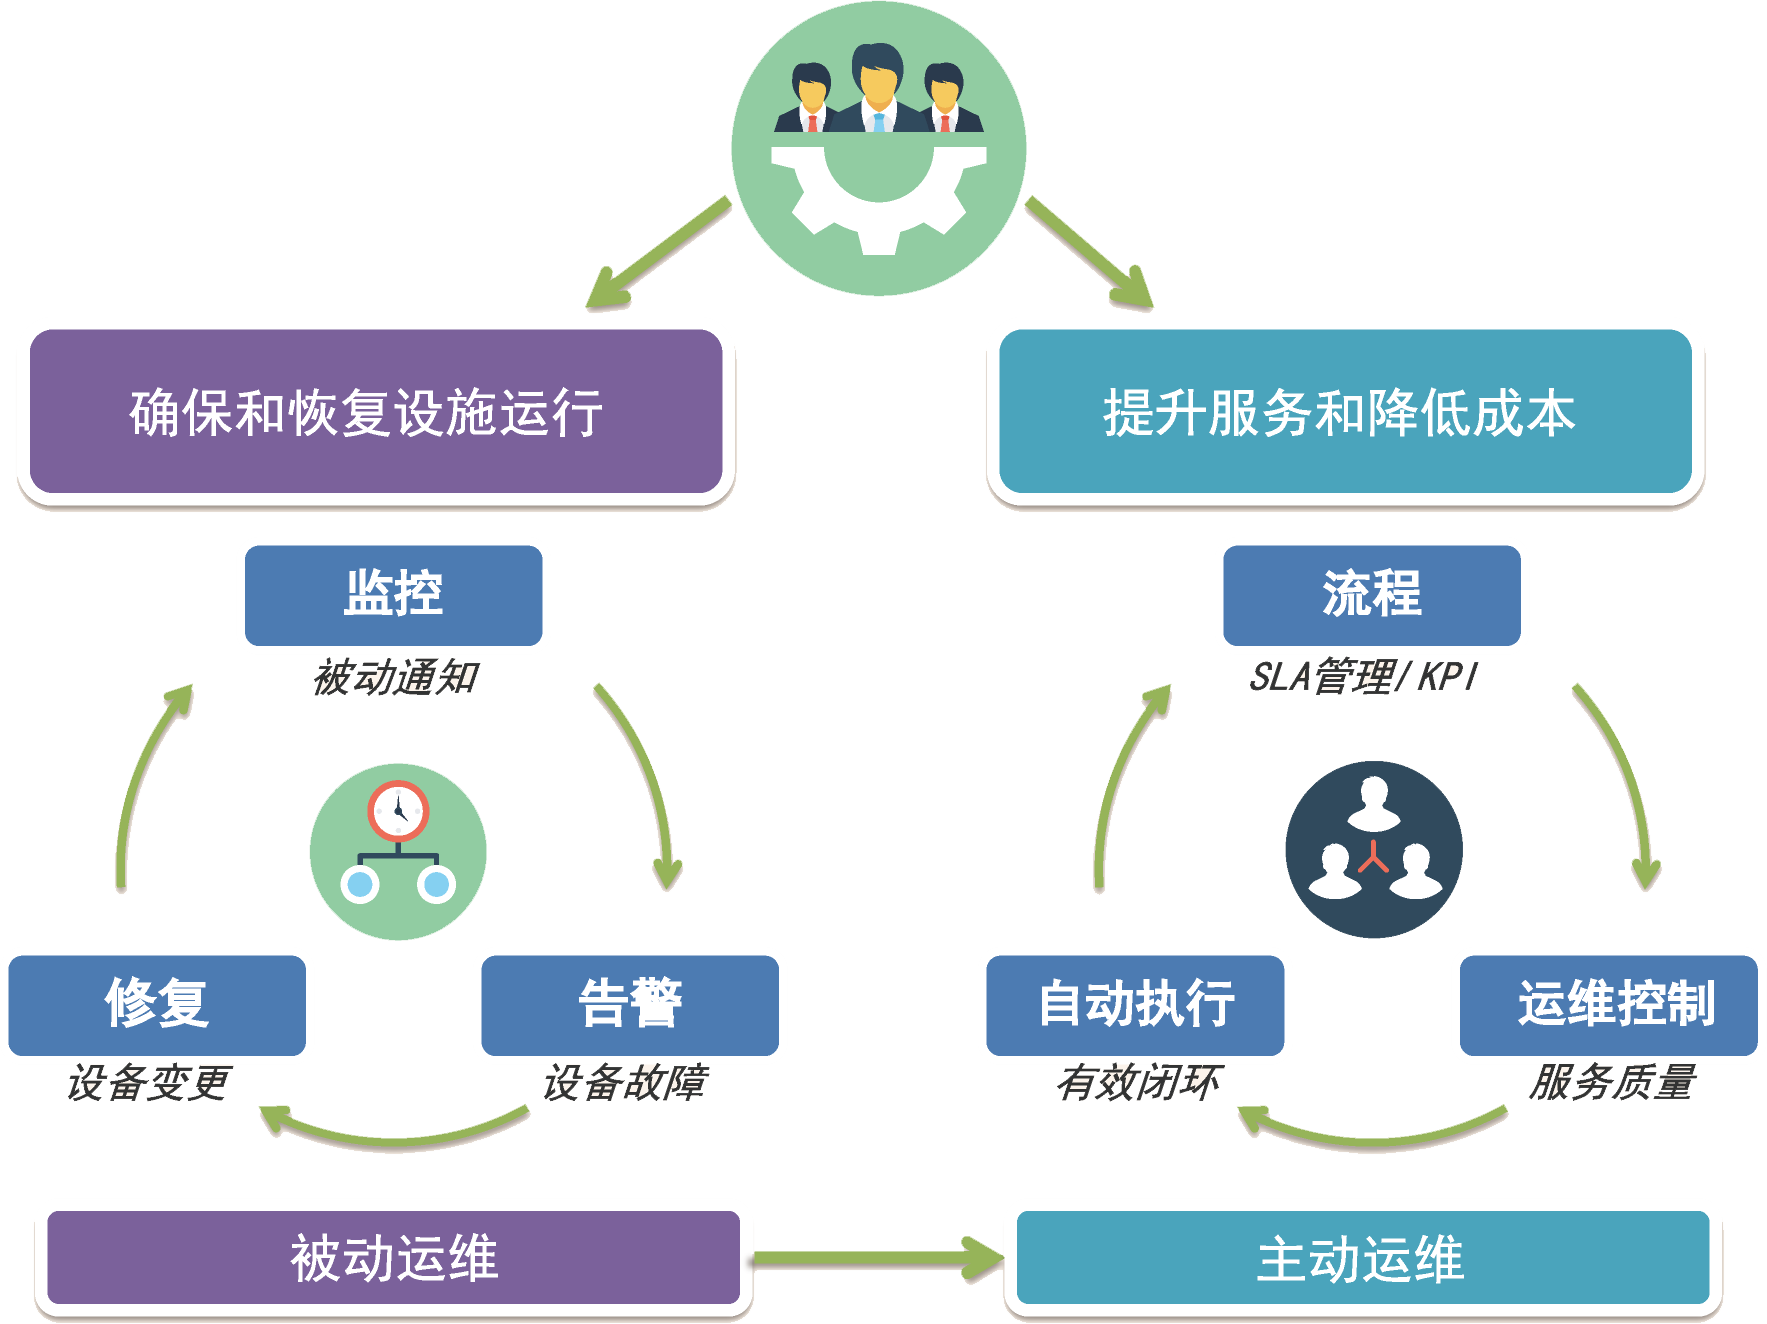 确保和恢复设施运行
提升服务和降低成本
监控
被动通知
流程
SLA管理/KPI
修复
设备变更
告警
设备故障
自动执行
有效闭环
运维控制
服务质量
被动运维
主动运维